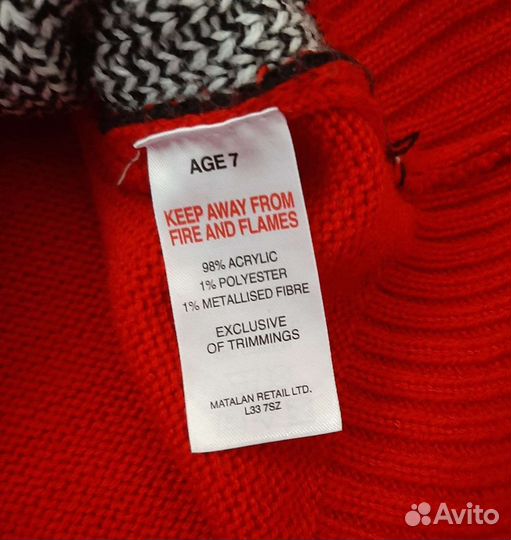 AGE 7
KEEP AWAY FROM
FIRE AND FLAMES
98% ACRYLIC
1% POLYESTER
1% METALLISED FIBRE
EXCLUSIVE
OF TRIMMINGS
MATALAN RETAIL LTD.
L33 7SZ
Avito